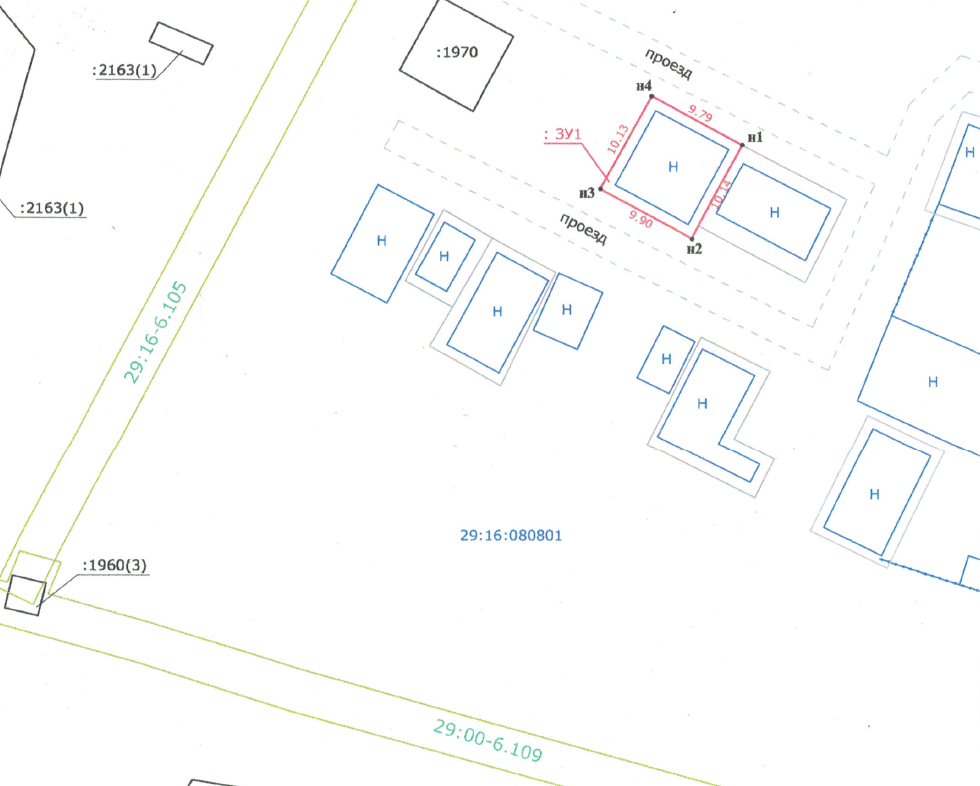 :1970
:2163(1)
проезд
н4
9.79
н1
: ЗУ1
10.13
Н
Н
10.14
н3
9.90
Н
н2
:2163(1)
проезд
Н
Н
29:16-6.105
Н
Н
Н
Н
Н
Н
29:16:080801
:1960(3)
29:00-6.109